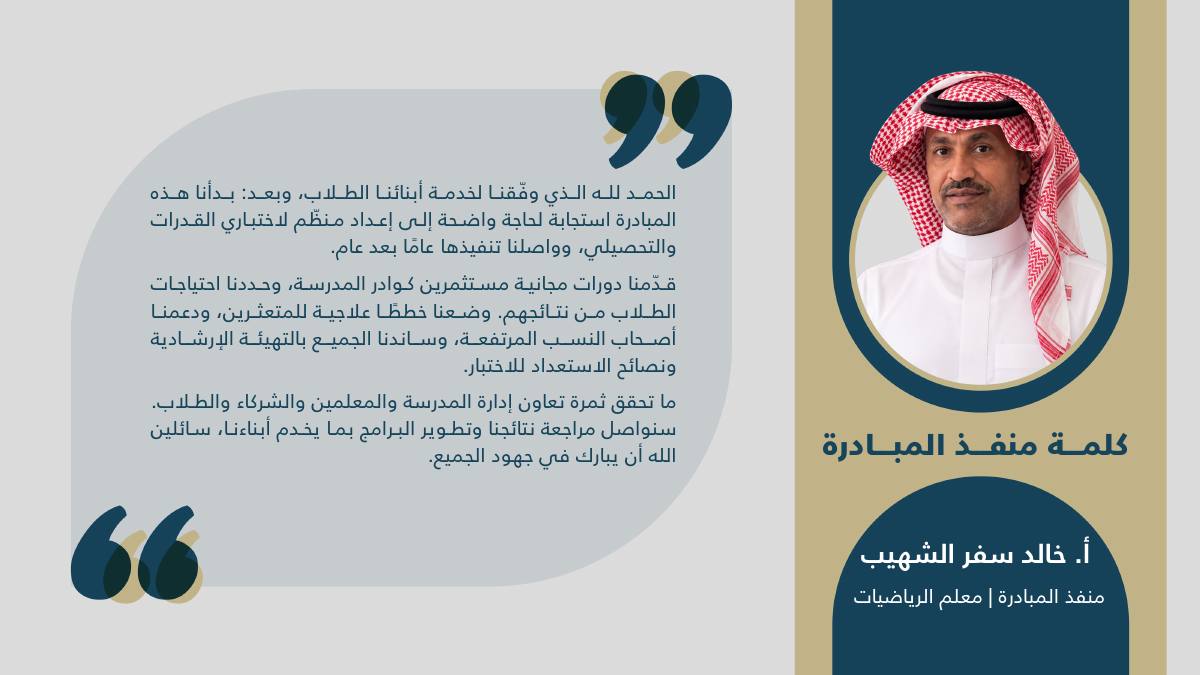 كلمة منفذ المبادرة
أ. خالد سفر الشهيب
منفذ المبادرة | معلم الرياضيات
الحمد لله الذي وفّقنا لخدمة أبنائنا الطلاب، وبعد: بدأنا هذه
المبادرة استجابة لحاجة واضحة إلى إعداد منظّم لاختباري القدرات
والتحصيلي، وواصلنا تنفيذها عامًا بعد عام.
قدّمنا دورات مجانية مستثمرين كوادر المدرسة، وحددنا احتياجات
الطلاب من نتائجهم. وضعنا خططًا علاجية للمتعثرين، ودعمنا
أصحاب النسب المرتفعة، وساندنا الجميع بالتهيئة الإرشادية
ونصائح الاستعداد للاختبار.
ما تحقق ثمرة تعاون إدارة المدرسة والمعلمين والشركاء والطلاب.
سنواصل مراجعة نتائجنا وتطوير البرامج بما يخدم أبناءنا، سائلين
الله أن يبارك في جهود الجميع.